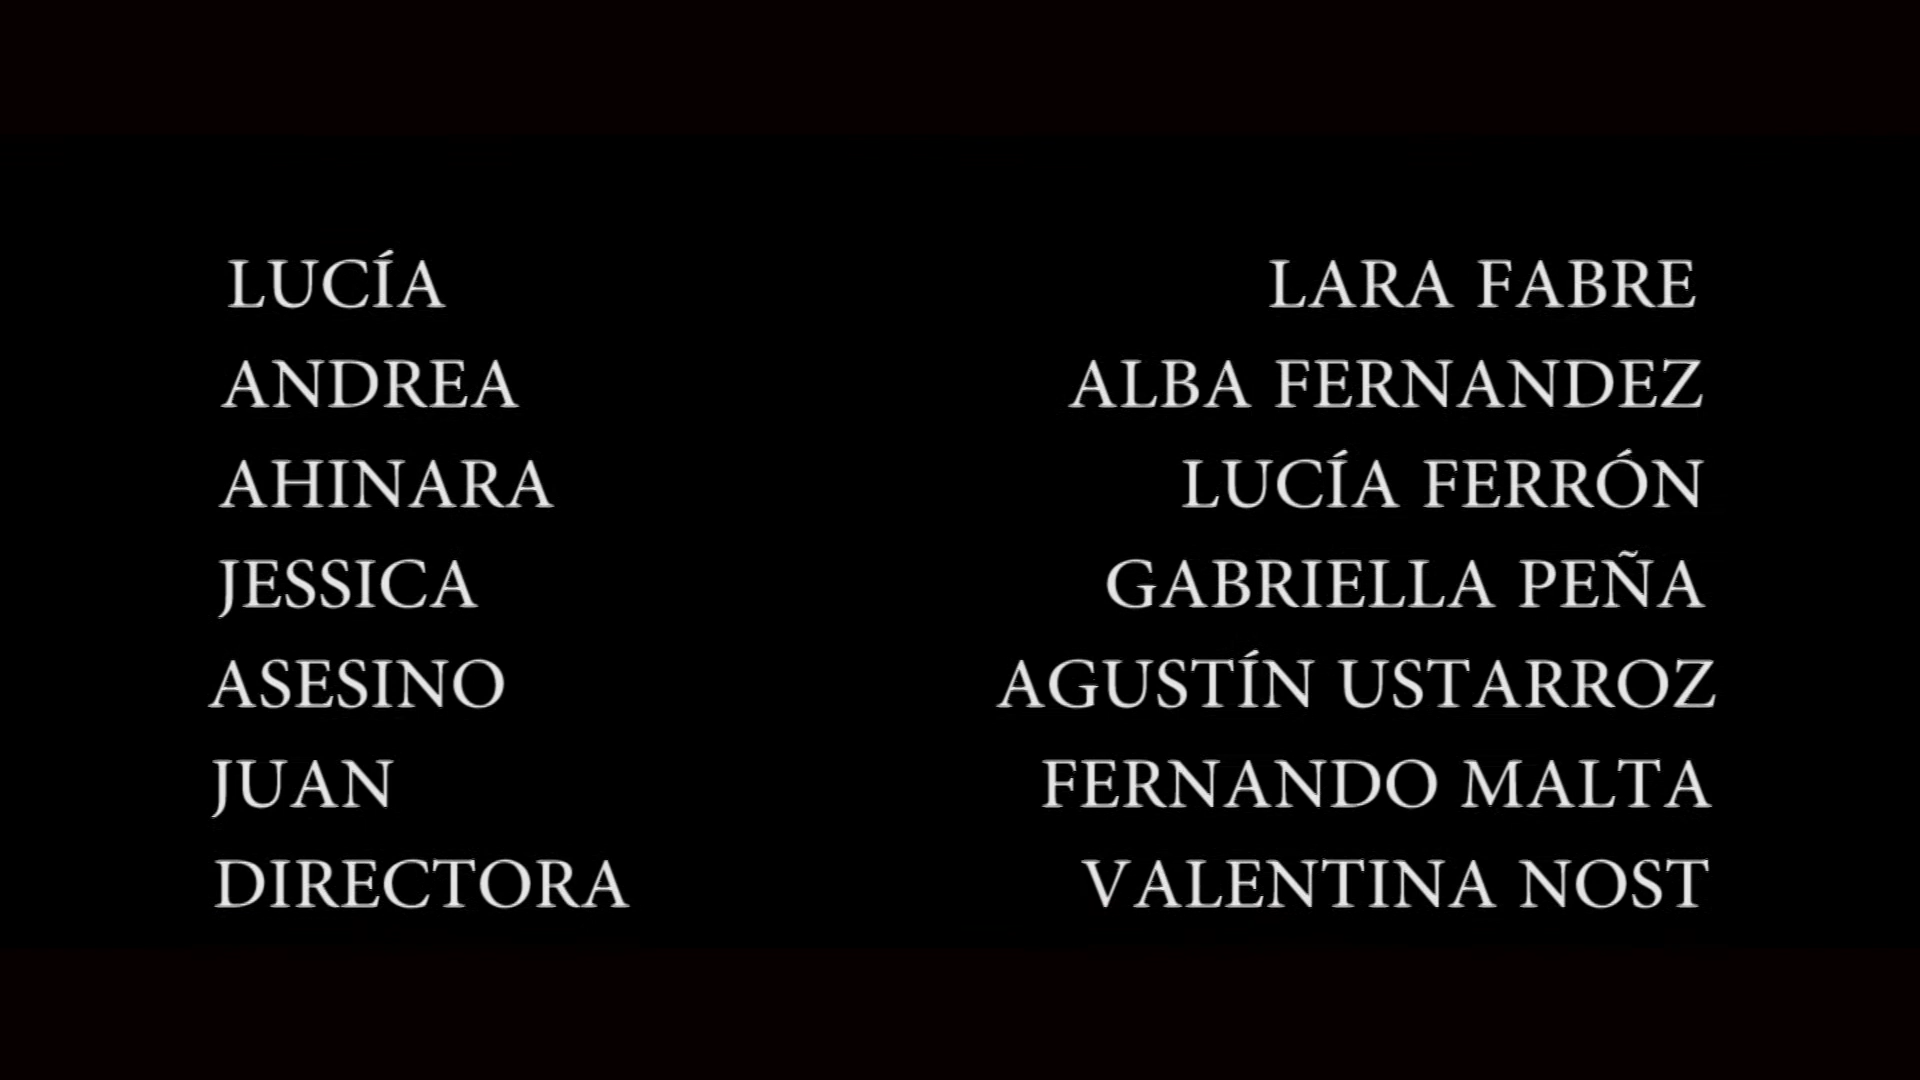 LUCÍA LARA FABRE
ANDREA ALBA FERNANDEZ
AHINARA LUCÍA FERRÓN
JESSICA GABRIELLA PEÑA
ASESINO AGUSTÍN USTARROZ
JUAN FERNANDO MALTA
DIRECTORA VALENTINA NOST